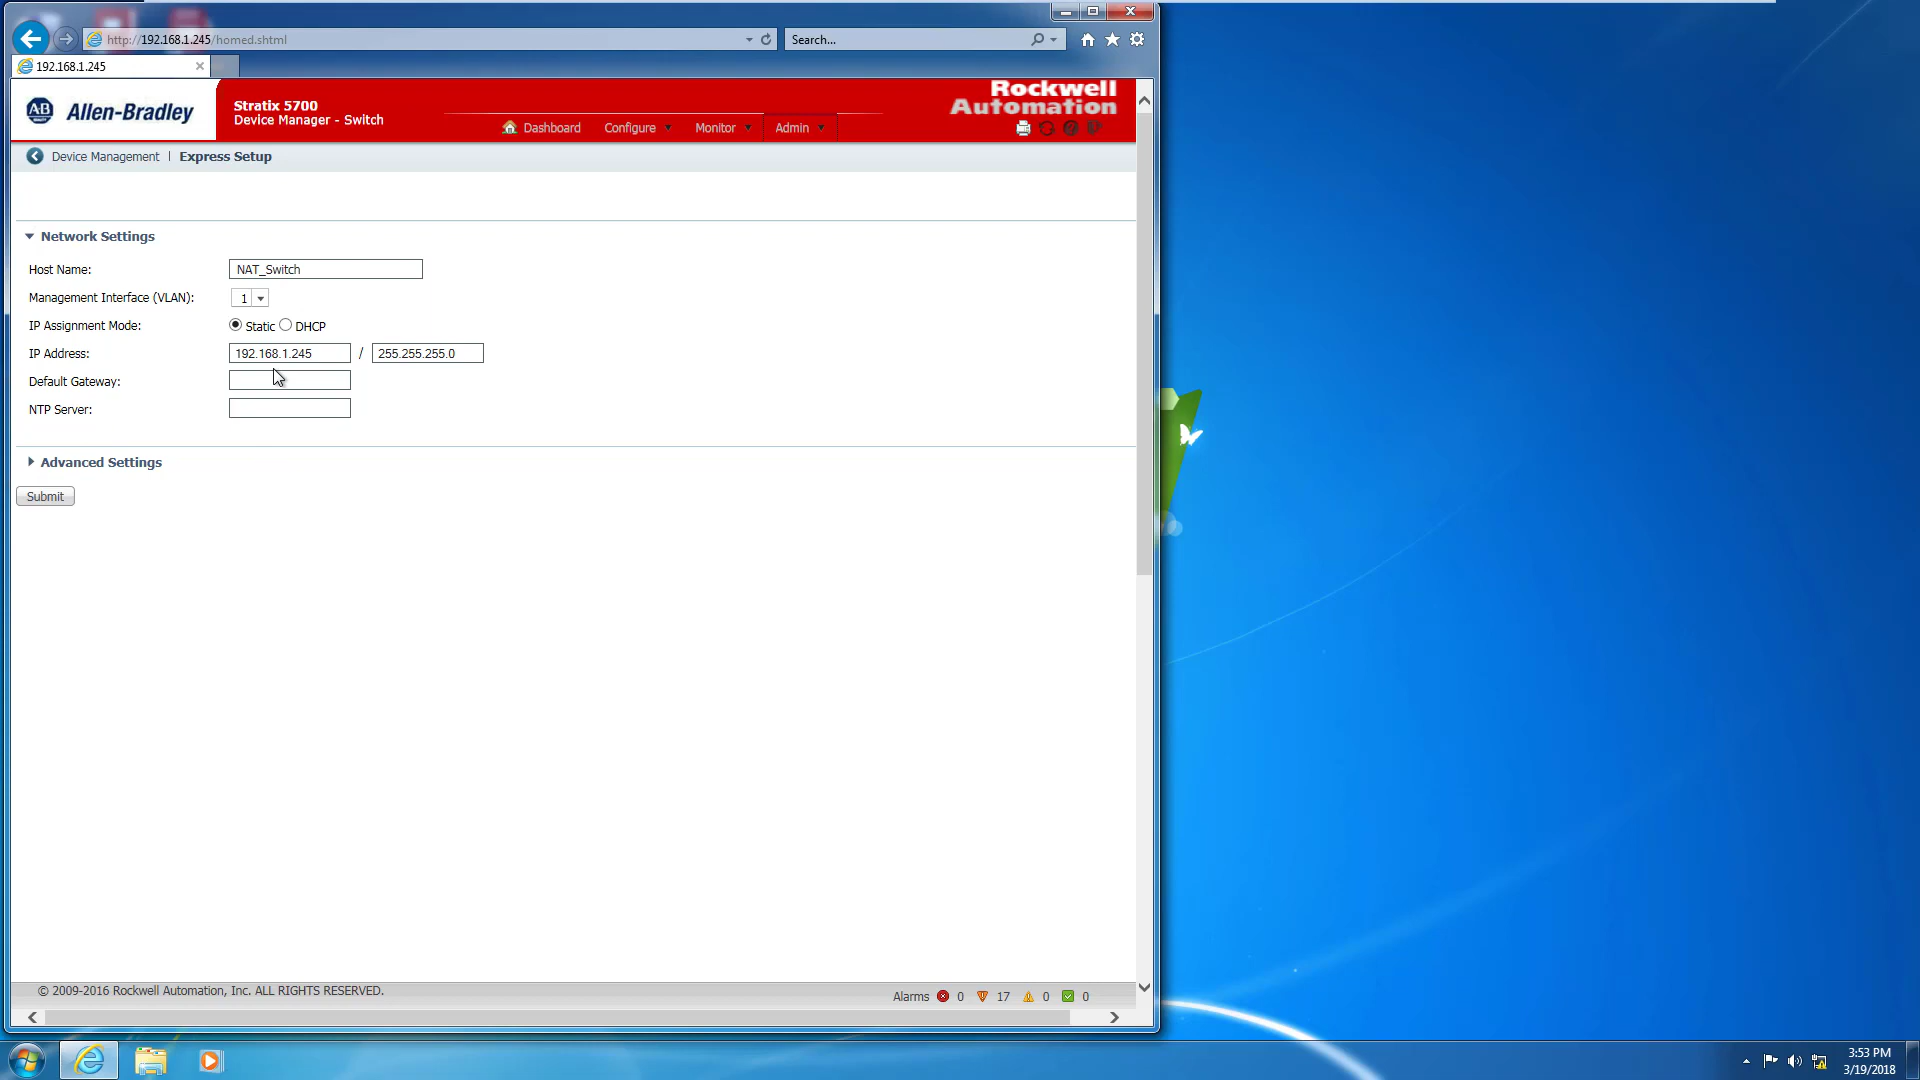 http://192.168.1.245/homed.shtml
Search...
192.168.1.245
Allen-Bradley
AB
Stratix 5700
Device Manager - Switch
Rockwell
Automation
Dashboard Configure Monitor Admin
Device Management | Express Setup
Network Settings
Host Name: NAT_Switch
Management Interface (VLAN): 1
IP Assignment Mode: Static DHCP
IP Address: 192.168.1.245 / 255.255.255.0
Default Gateway:
NTP Server:
Advanced Settings
Submit
© 2009-2016 Rockwell Automation, Inc. ALL RIGHTS RESERVED.
Alarms 0 17 0 0
3:53 PM
3/19/2018